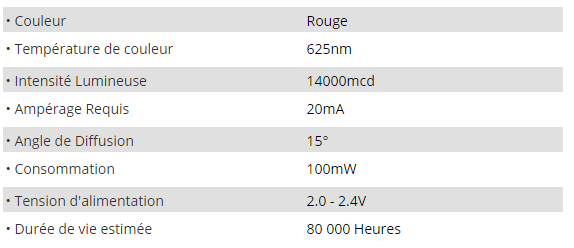 • Couleur Rouge
• Température de couleur 625nm
• Intensité Lumineuse 14000mcd
• Ampérage Requis 20mA
• Angle de Diffusion 15°
• Consommation 100mW
• Tension d'alimentation 2.0 - 2.4V
• Durée de vie estimée 80 000 Heures